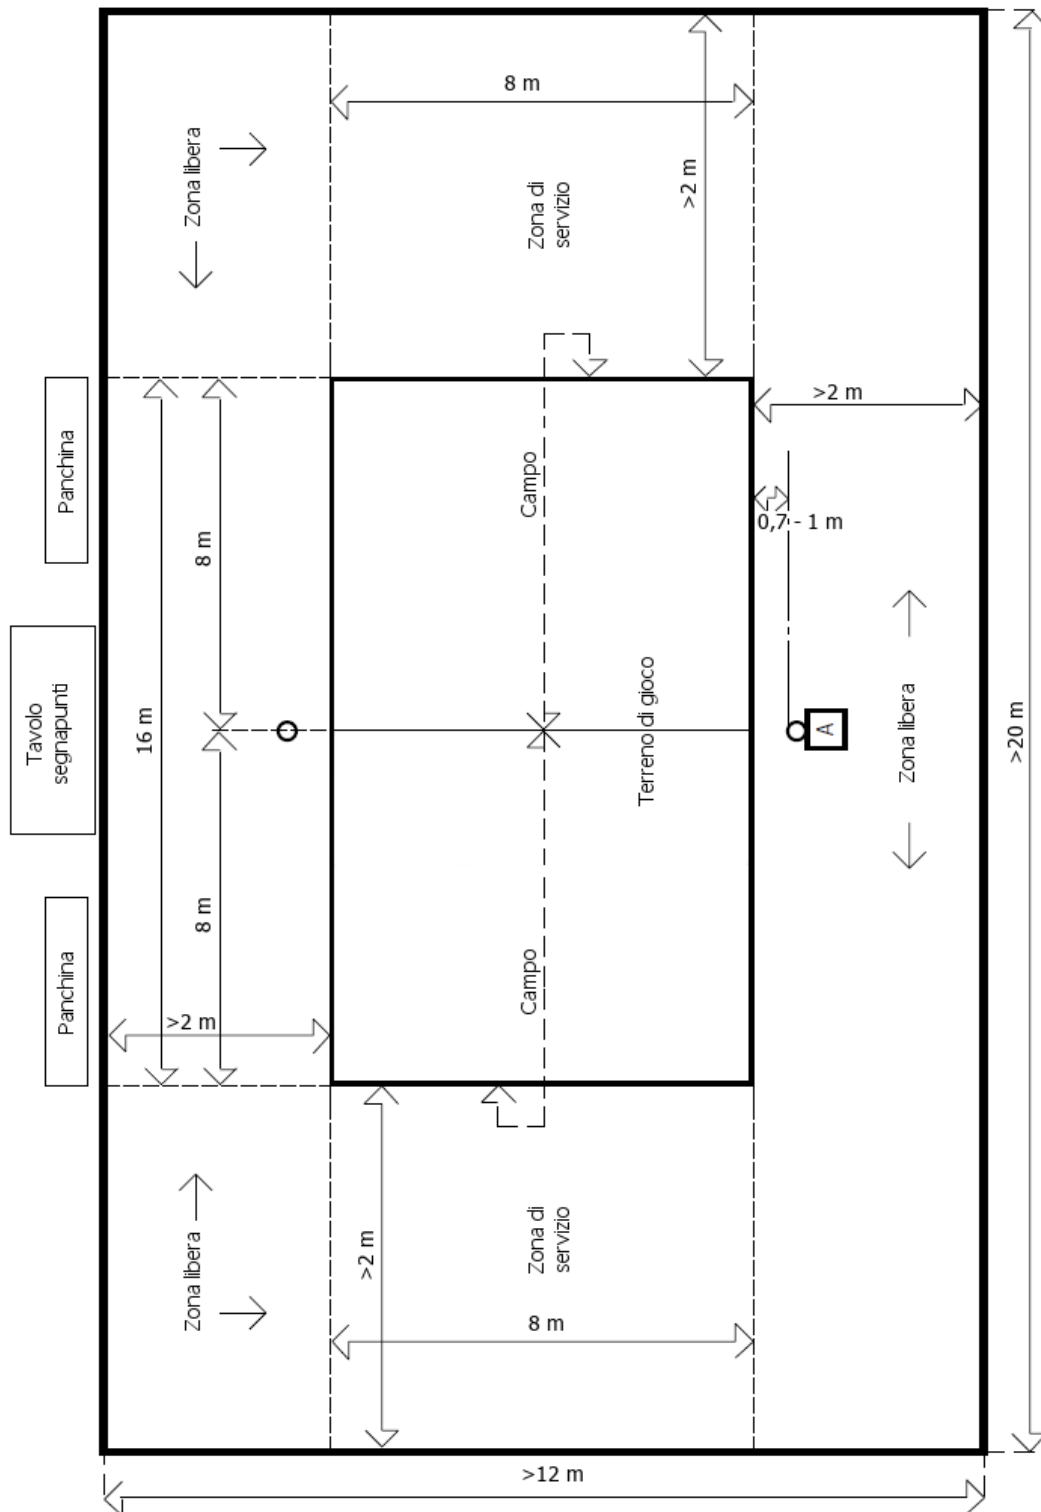 8 m
Zona libera
>2 m
Zona di
servizio
Panchina
8 m
Campo
>2 m
0,7 - 1 m
Tavolo
segnapunti
16 m
Terreno di gioco
A
Zona libera
>20 m
Panchina
8 m
Campo
>2 m
Zona libera
>2 m
Zona di
servizio
8 m
>12 m